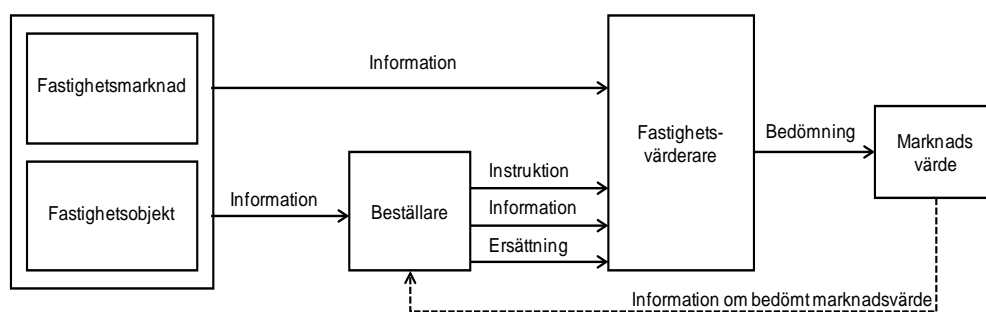 Fastighetsmarknad
Fastighetsobjekt
Information
Information
Beställare
Instruktion
Information
Ersättning
Fastighets-
värderare
Bedömning
Marknads
värde
Information om bedömt marknadsvärde